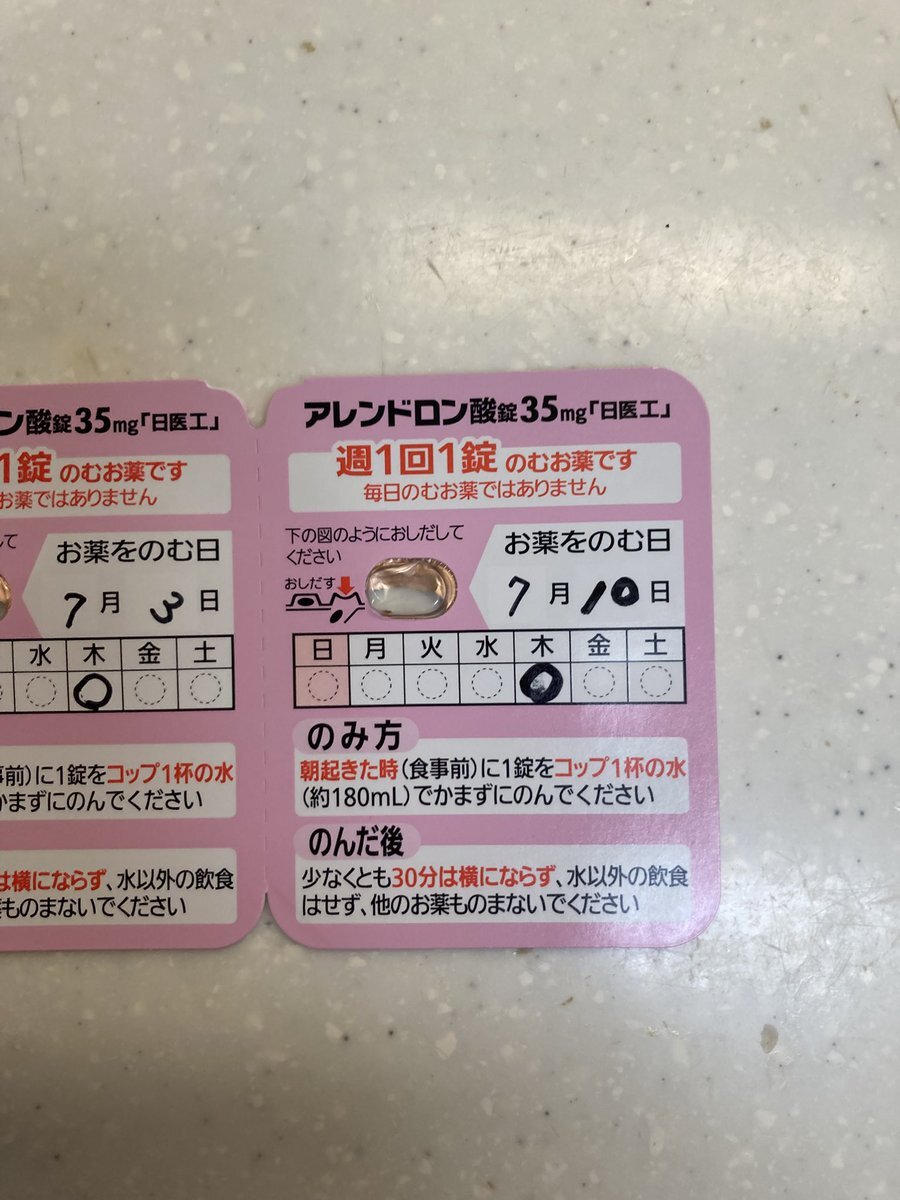 ン酸錠35mg「日医工」
1錠 のむお薬です
お薬ではありません
して
お薬をのむ日
7月 3日
水 木 金 土
事前)に1錠をコップ1杯の水
かまずにのんでください
は横にならず、水以外の飲食
薬ものまないでください
アレンドロン酸錠35mg「日医工」
週1回1錠 のむお薬です
毎日のむお薬ではありません
下の図のようにおしだして
ください
おしだす
お薬をのむ日
7月 10日
日 月 火 水 木 金 土
のみ方
朝起きた時(食事前)に1錠をコップ1杯の水
(約180mL)でかまずにのんでください
のんだ後
少なくとも30分は横にならず、水以外の飲食
はせず、他のお薬ものまないでください